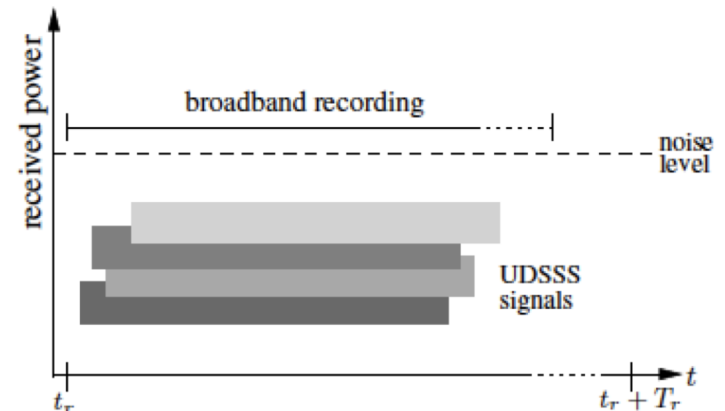 received power
broadband recording
noise
level
UDSSS
signals
t
t_r
t_r + T_r